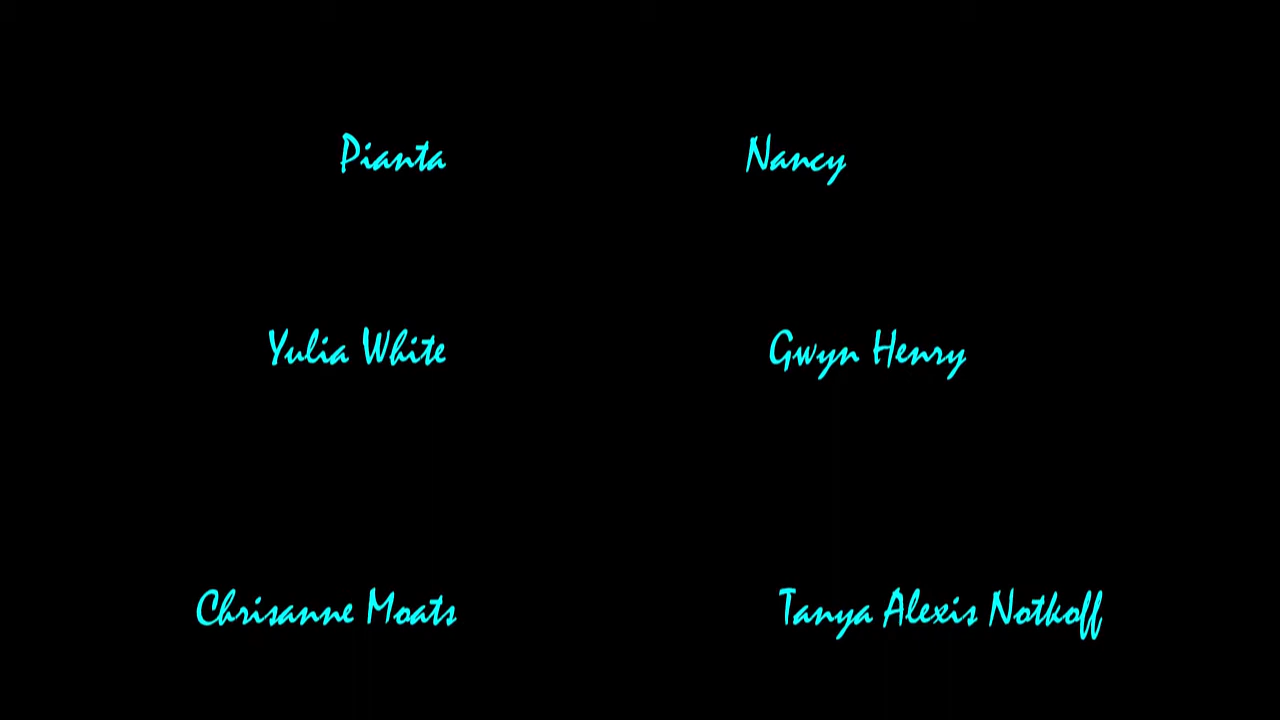 Pianta Nancy
Yulia White Gwyn Henry
Chrisanne Moats Tanya Alexis Notkoff